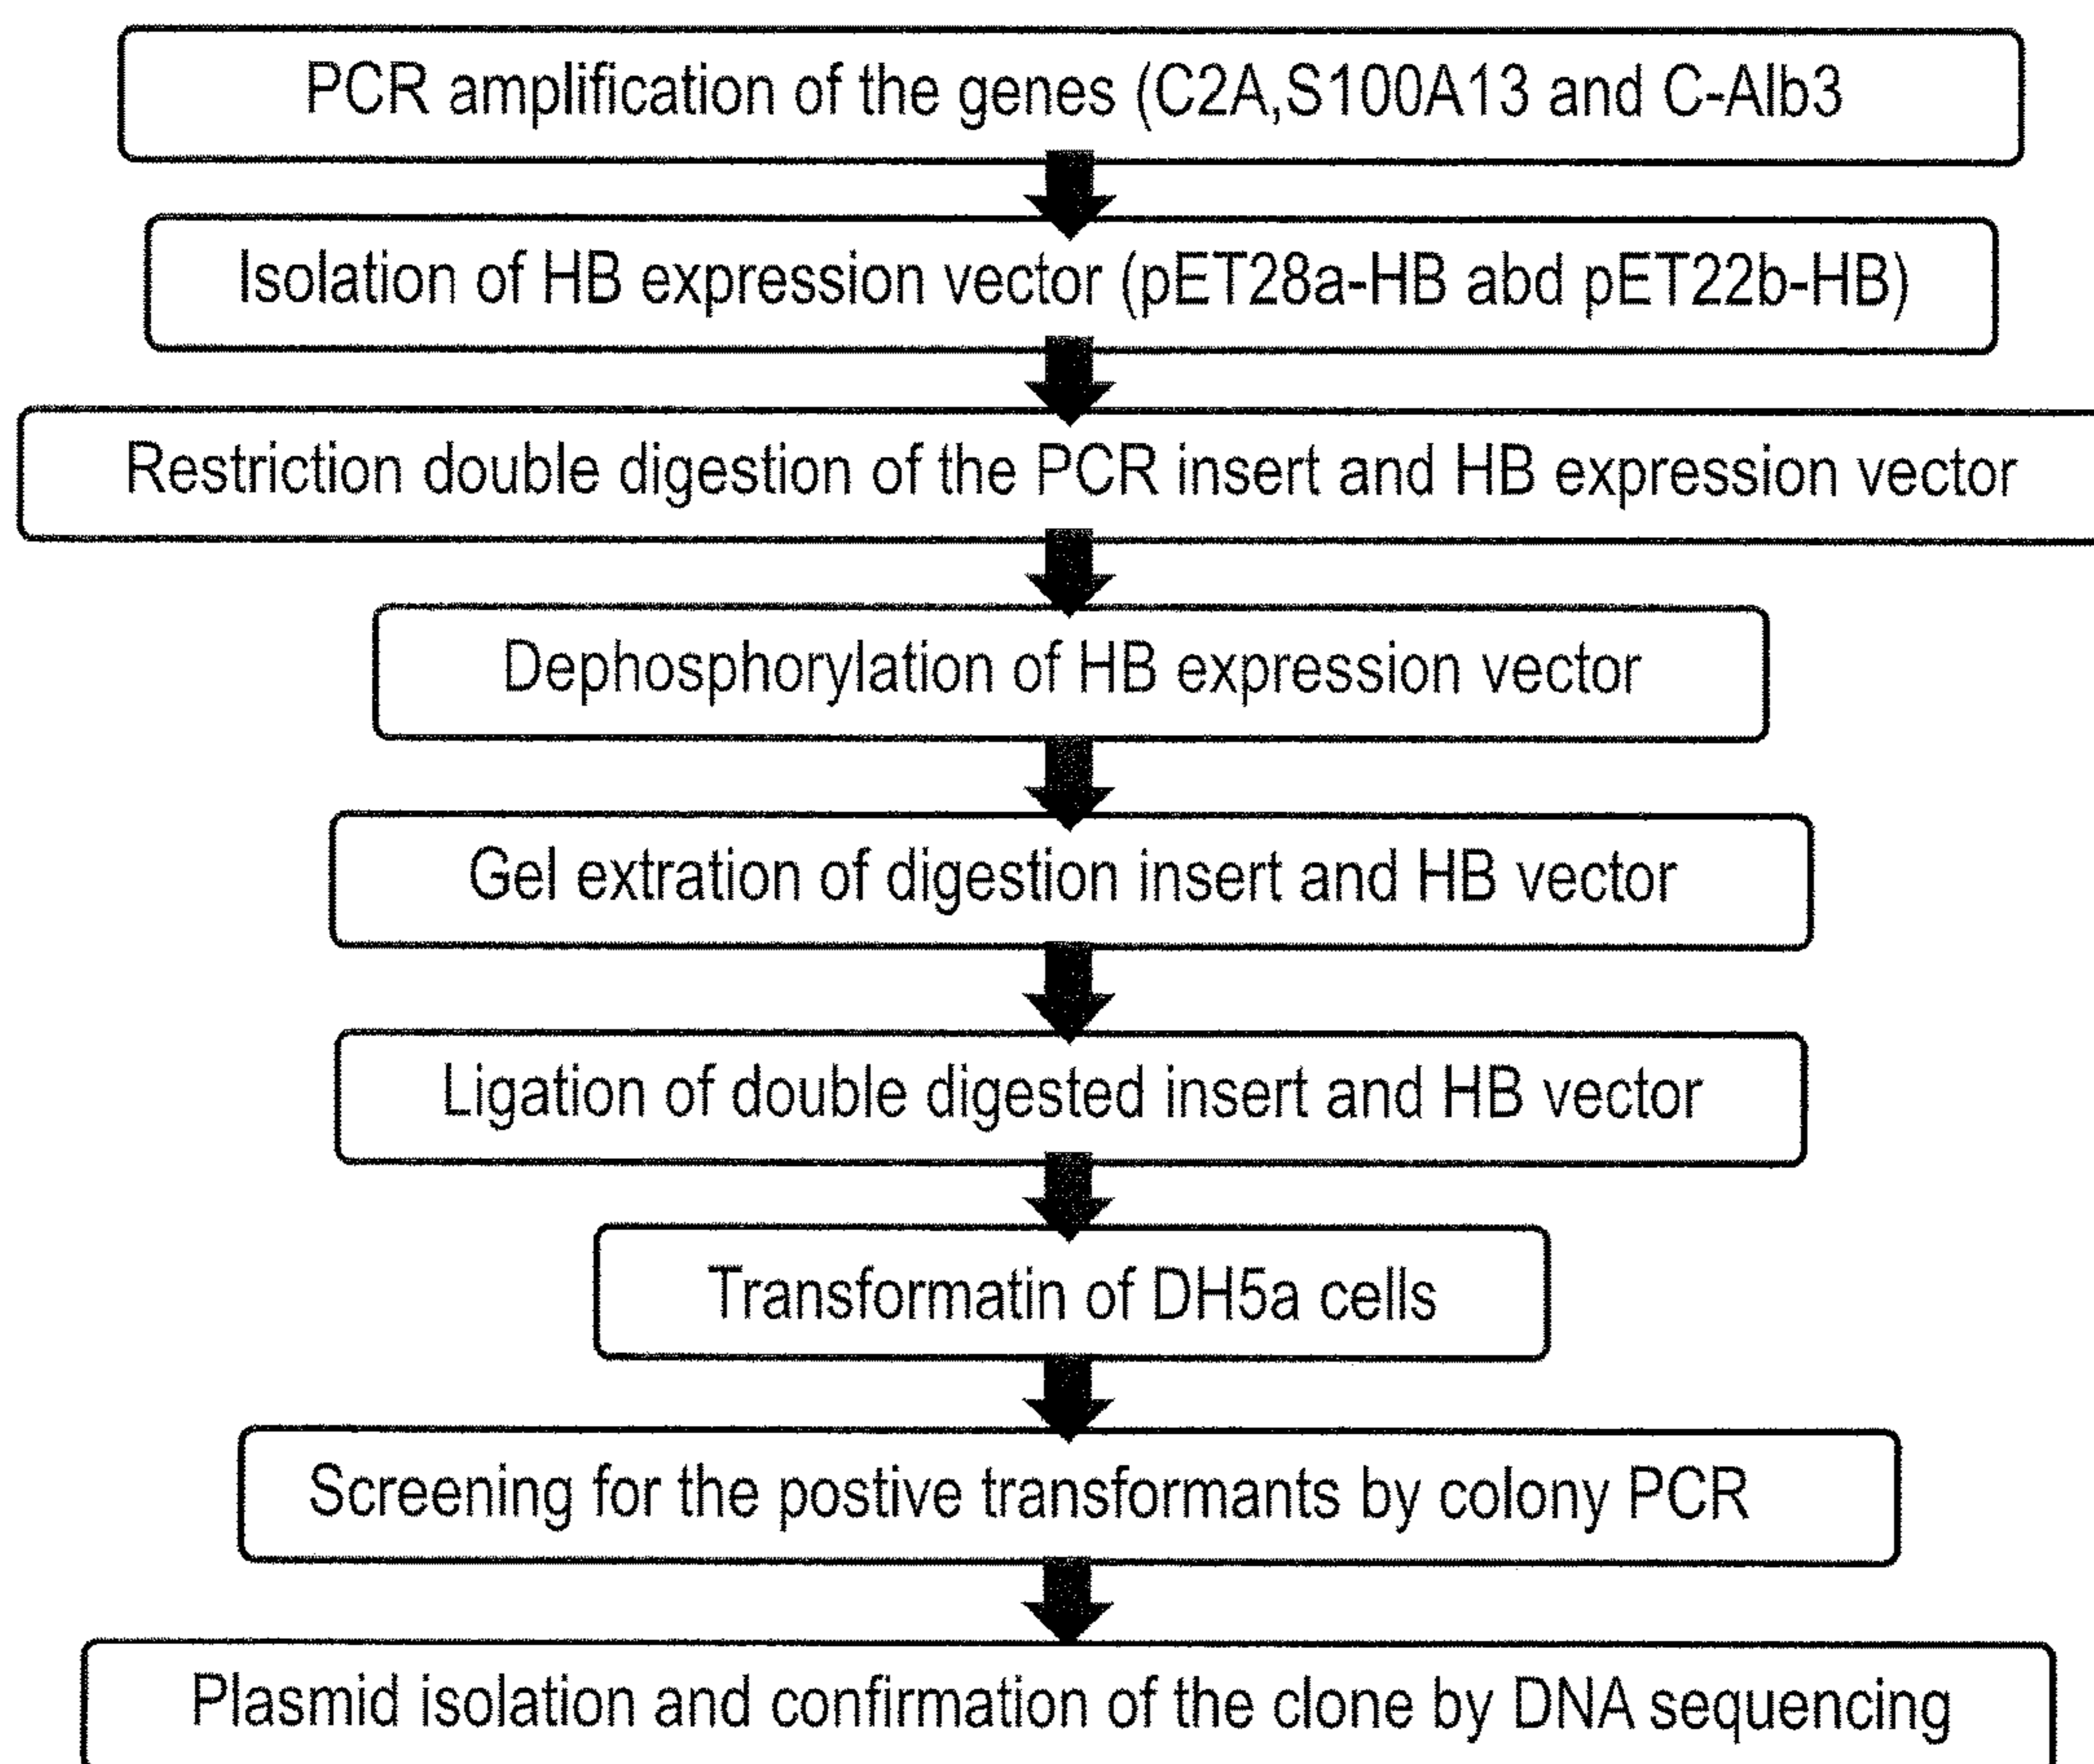 PCR amplification of the genes (C2A,S100A13 and C-Alb3
Isolation of HB expression vector (pET28a-HB abd pET22b-HB)
Restriction double digestion of the PCR insert and HB expression vector
Dephosphorylation of HB expression vector
Gel extration of digestion insert and HB vector
Ligation of double digested insert and HB vector
Transformatin of DH5a cells
Screening for the postive transformants by colony PCR
Plasmid isolation and confirmation of the clone by DNA sequencing